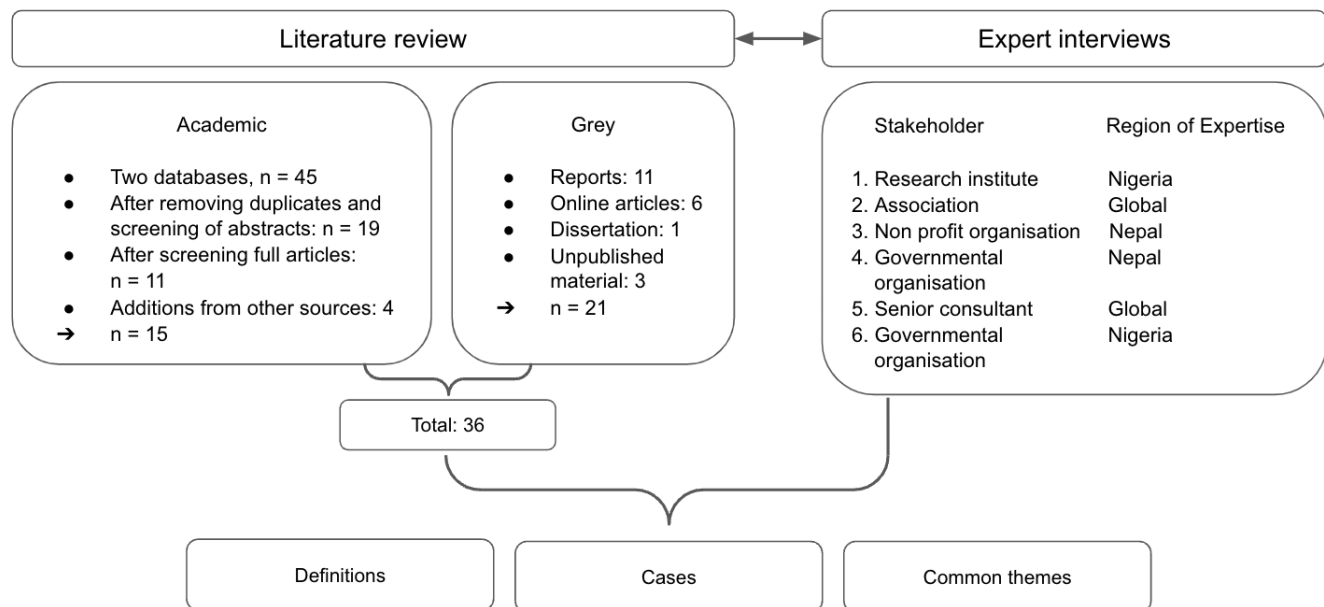 Literature review
Expert interviews
Academic
● Two databases, n = 45
● After removing duplicates and
screening of abstracts: n = 19
● After screening full articles:
n = 11
● Additions from other sources: 4
➔ n = 15
Grey
● Reports: 11
● Online articles: 6
● Dissertation: 1
● Unpublished
material: 3
➔ n = 21
Stakeholder Region of Expertise
1. Research institute Nigeria
2. Association Global
3. Non profit organisation Nepal
4. Governmental Nepal
organisation
5. Senior consultant Global
6. Governmental Nigeria
organisation
Total: 36
Definitions
Cases
Common themes